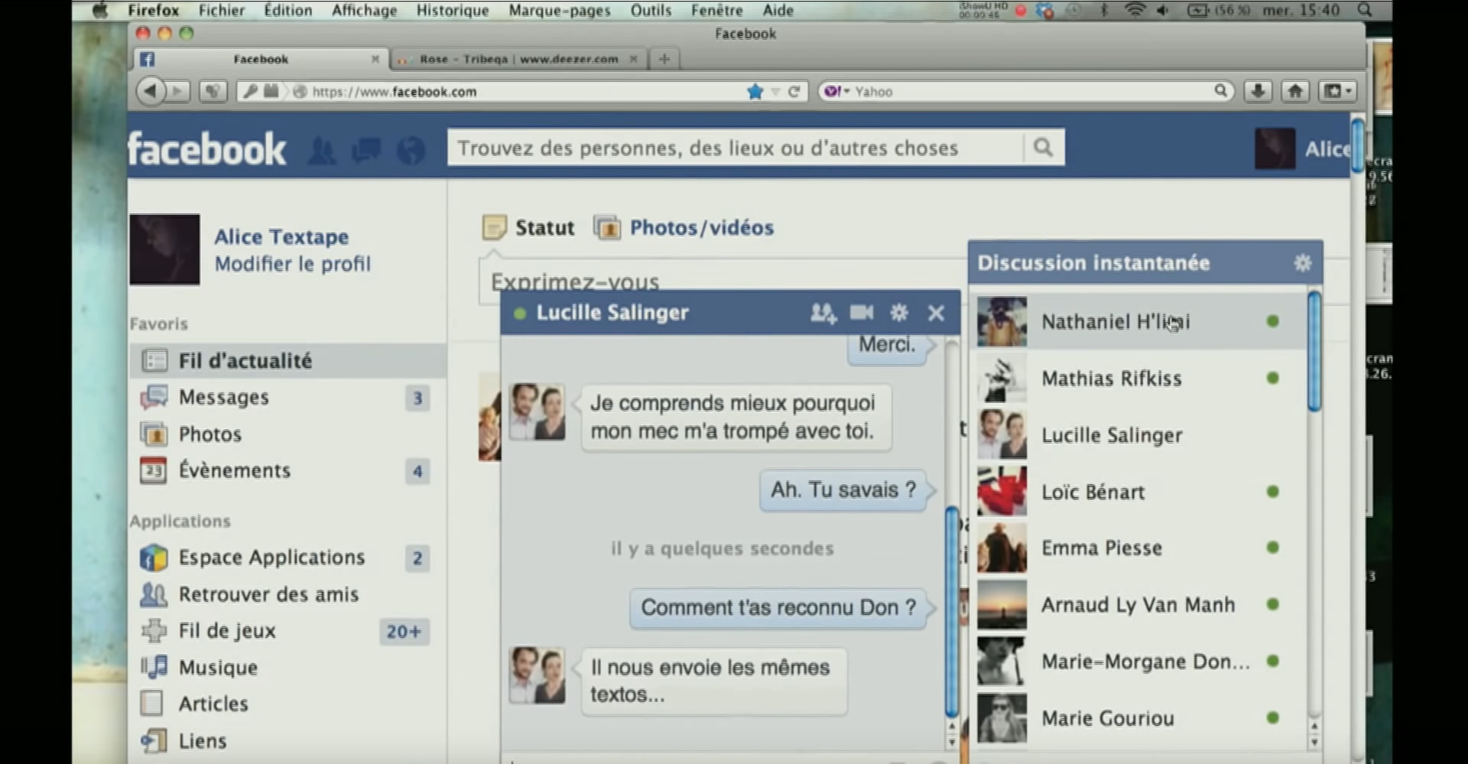 Firefox Fichier Édition Affichage Historique Marque-pages Outils Fenêtre Aide iShowU HD 00:00:45 (56 %) mer. 15:40
Facebook
Facebook
Rose – Tribeqa | www.deezer.com
https://www.facebook.com
Yahoo
facebook
Trouvez des personnes, des lieux ou d'autres choses
Alice
Alice Textape
Modifier le profil
Favoris
Fil d'actualité
Messages 3
Photos
23 Évènements 4
Applications
Espace Applications 2
Retrouver des amis
Fil de jeux 20+
Musique
Articles
Liens
Statut Photos/vidéos
Exprimez-vous
Lucille Salinger
Merci.
Je comprends mieux pourquoi
mon mec m'a trompé avec toi.
Ah. Tu savais ?
il y a quelques secondes
Comment t'as reconnu Don ?
Il nous envoie les mêmes
textos...
Discussion instantanée
Nathaniel
Mathias Rifkiss
Lucille Salinger
Loïc Bénart
Emma Piesse
Arnaud Ly Van Manh
Marie-Morgane Don...
Marie Gouriou